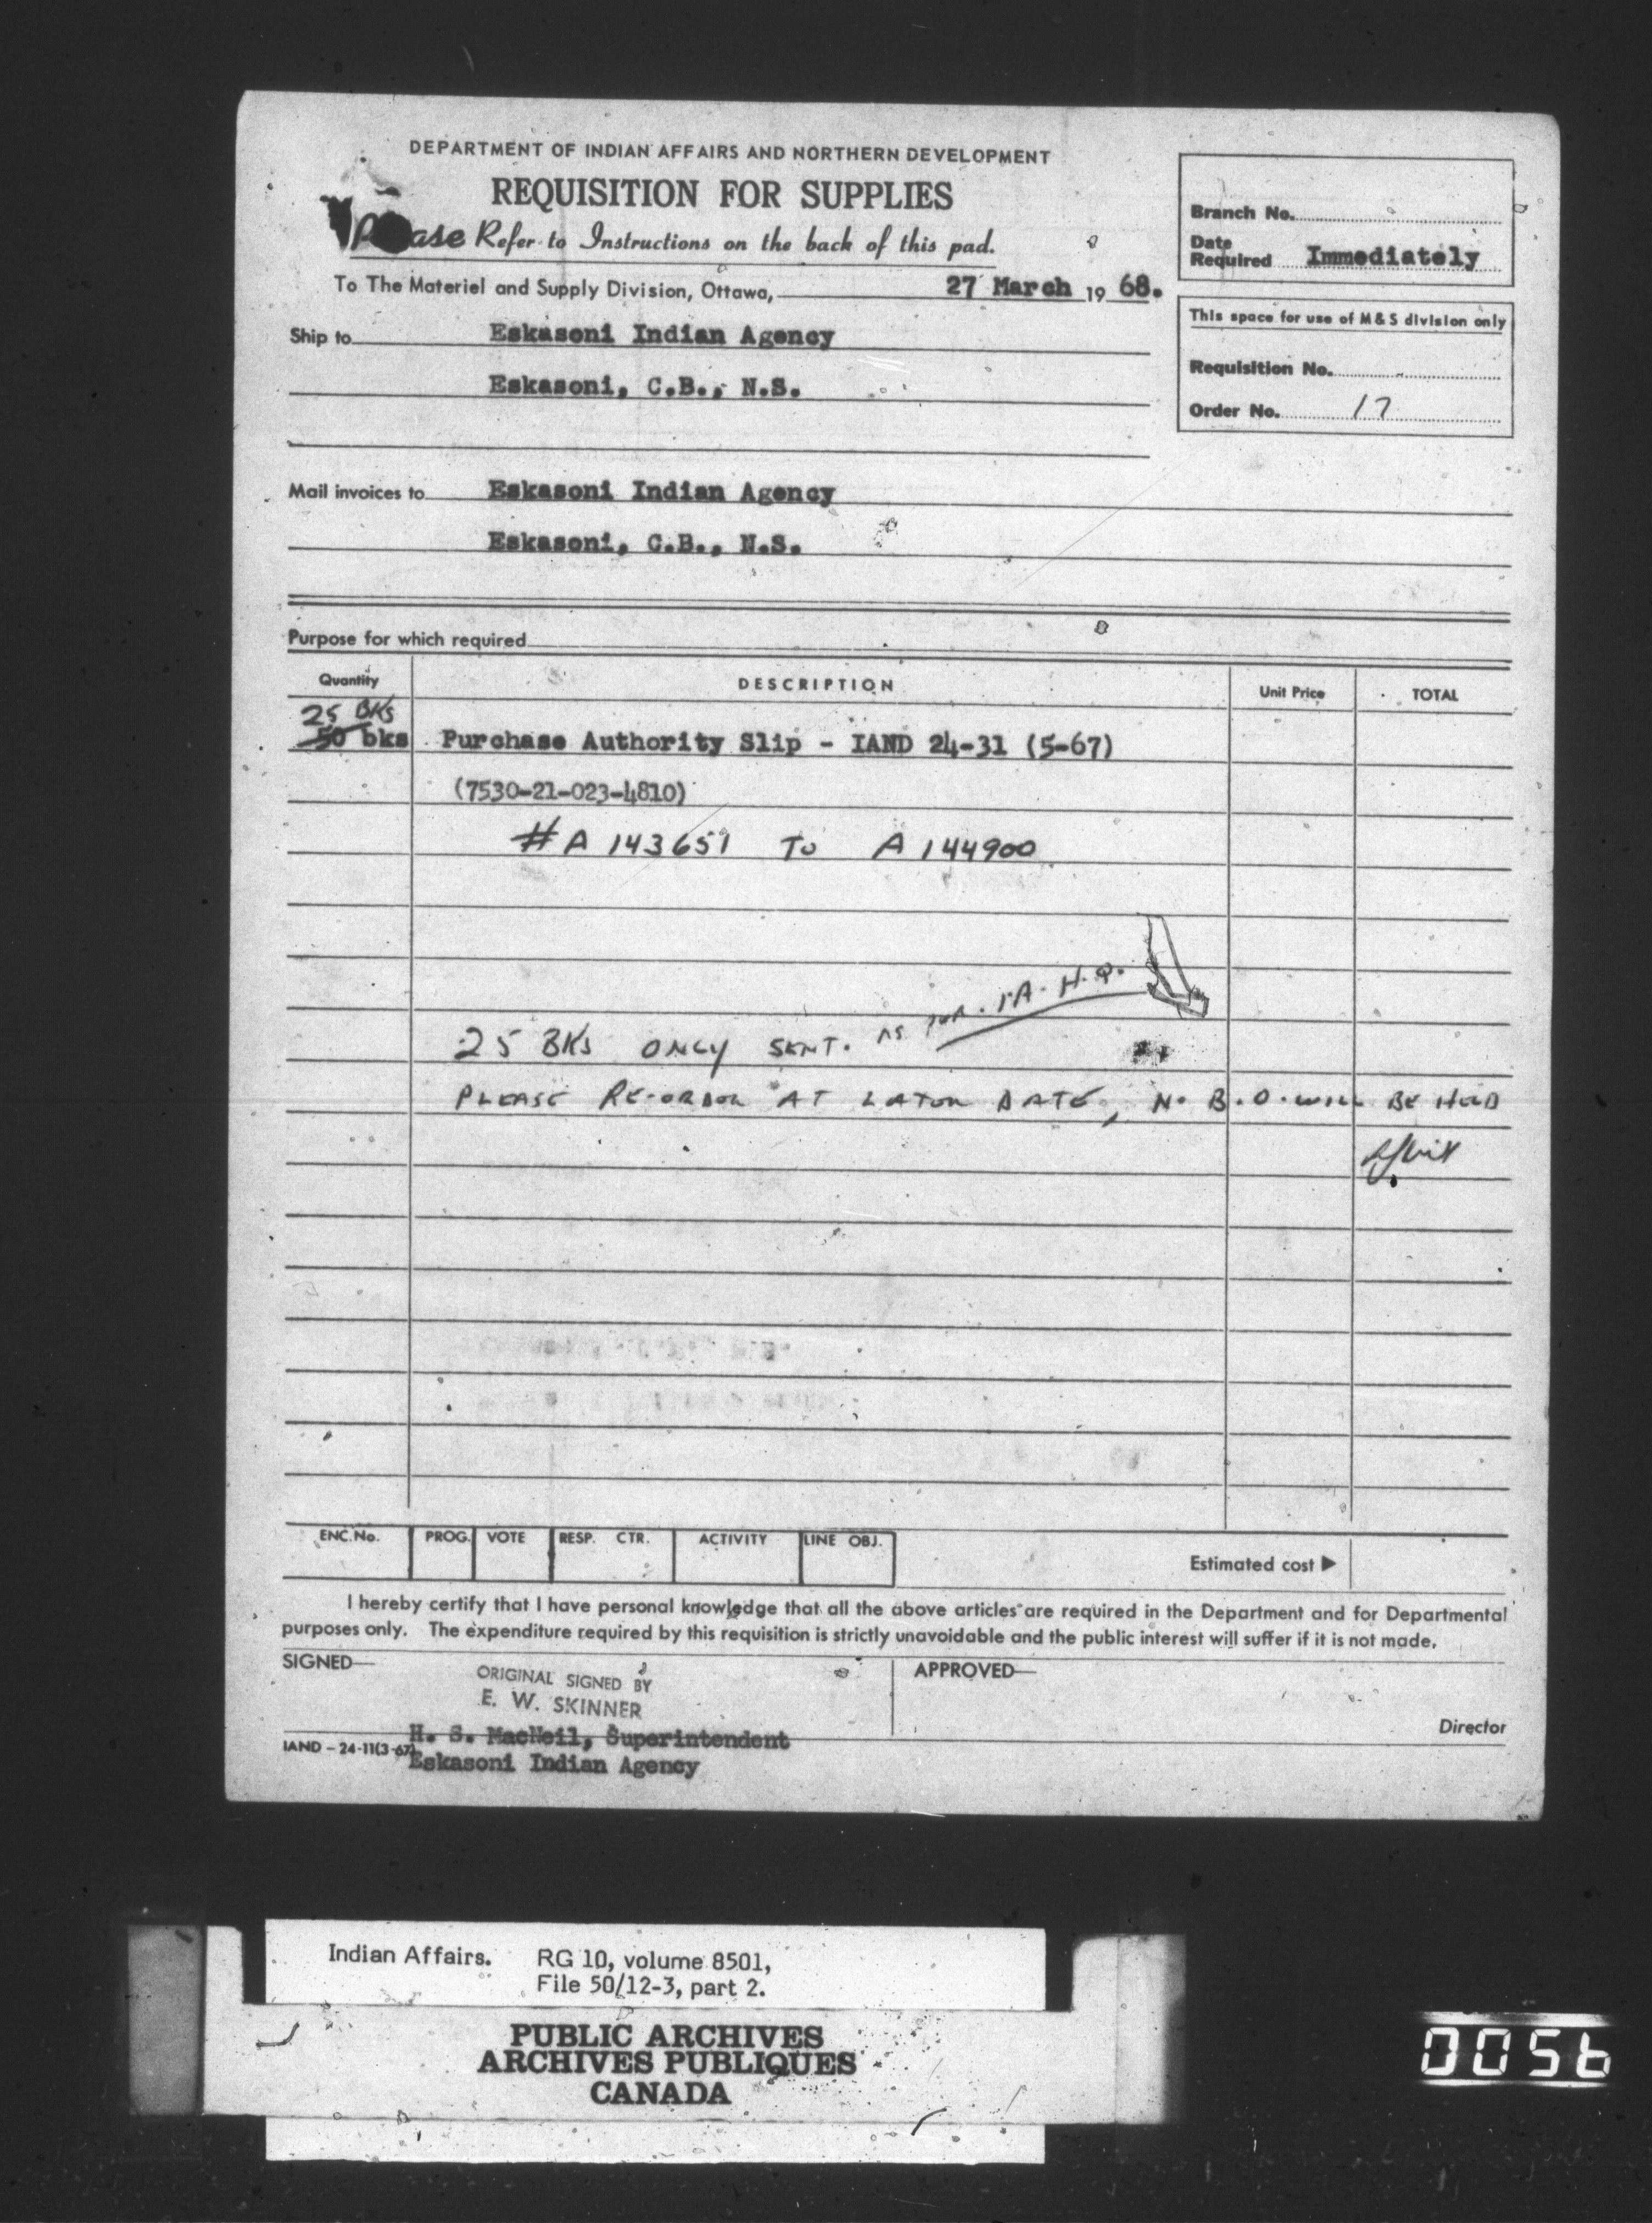 DEPARTMENT OF INDIAN AFFAIRS AND NORTHERN DEVELOPMENT
REQUISITION FOR SUPPLIES
Please Refer to Instructions on the back of this pad.
Branch No.
Date Required Immediately
To The Materiel and Supply Division, Ottawa, 27 March 19 68.
This space for use of M & S division only
Requisition No.
Order No. 17
Ship to Eskasoni Indian Agency
Eskasoni, C.B., N.S.
Mail invoices to Eskasoni Indian Agency
Eskasoni, C.B., N.S.
Purpose for which required
Quantity DESCRIPTION Unit Price TOTAL
25 BKS
50 bks Purchase Authority Slip - IAND 24-31 (5-67)
(7530-21-023-4810)
# A 143651 TO A 144900
25 BKS ONLY SENT. AS PER. I.A. H.Q.
PLEASE RE-ORDER AT LATER DATE, NO B.O. WILL BE HELD
ENC. No. PROG. VOTE RESP. CTR. ACTIVITY LINE OBJ.
Estimated cost ▶
I hereby certify that I have personal knowledge that all the above articles are required in the Department and for Departmental
purposes only. The expenditure required by this requisition is strictly unavoidable and the public interest will suffer if it is not made.
SIGNED— APPROVED—
ORIGINAL SIGNED BY
E. W. SKINNER
Director
H. S. MacNeil, Superintendent
IAND - 24-11(3-67)
Eskasoni Indian Agency
Indian Affairs. RG 10, volume 8501,
File 50/12-3, part 2.
PUBLIC ARCHIVES
ARCHIVES PUBLIQUES
CANADA
0056